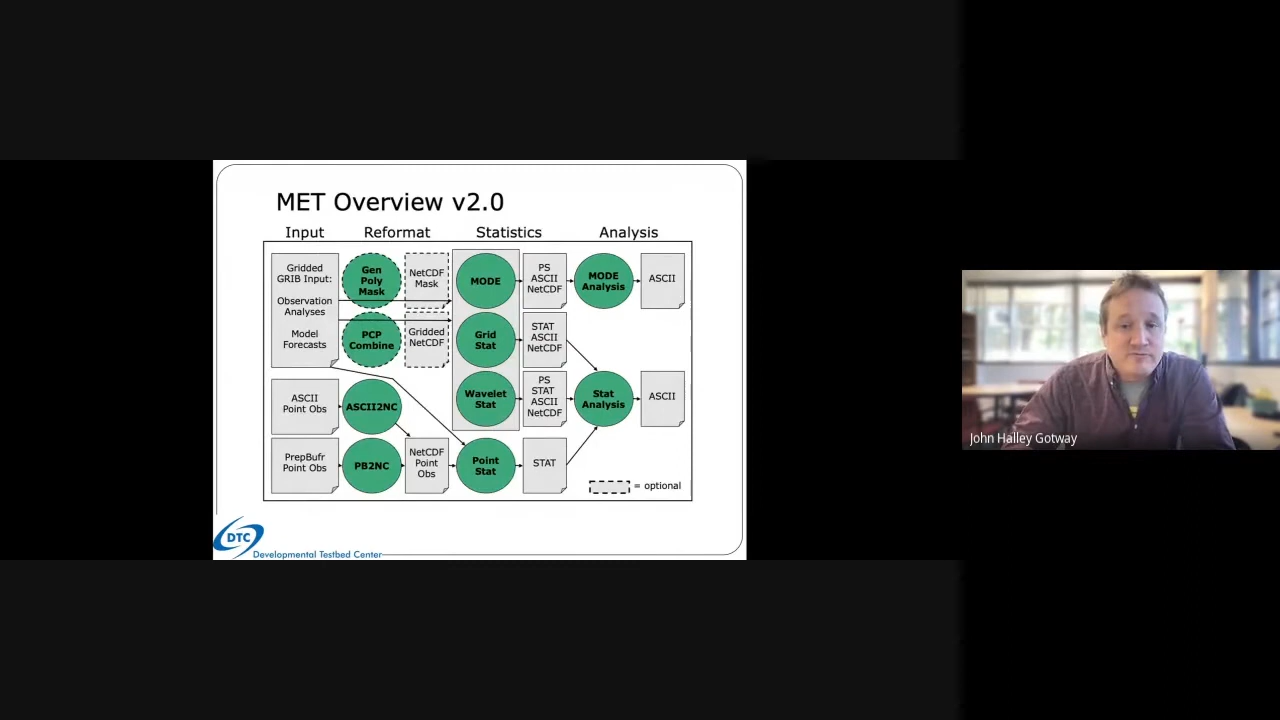 MET Overview v2.0
Input
Reformat
Statistics
Analysis
Gridded
GRIB Input:
Observation
Analyses
Model
Forecasts
Gen
Poly
Mask
NetCDF
Mask
MODE
PS
ASCII
NetCDF
MODE
Analysis
ASCII
PCP
Combine
Gridded
NetCDF
Grid
Stat
STAT
ASCII
NetCDF
ASCII
Point Obs
ASCII2NC
Wavelet
Stat
PS
STAT
ASCII
NetCDF
Stat
Analysis
ASCII
PrepBufr
Point Obs
PB2NC
NetCDF
Point
Obs
Point
Stat
STAT
= optional
DTC
Developmental Testbed Center
John Halley Gotway